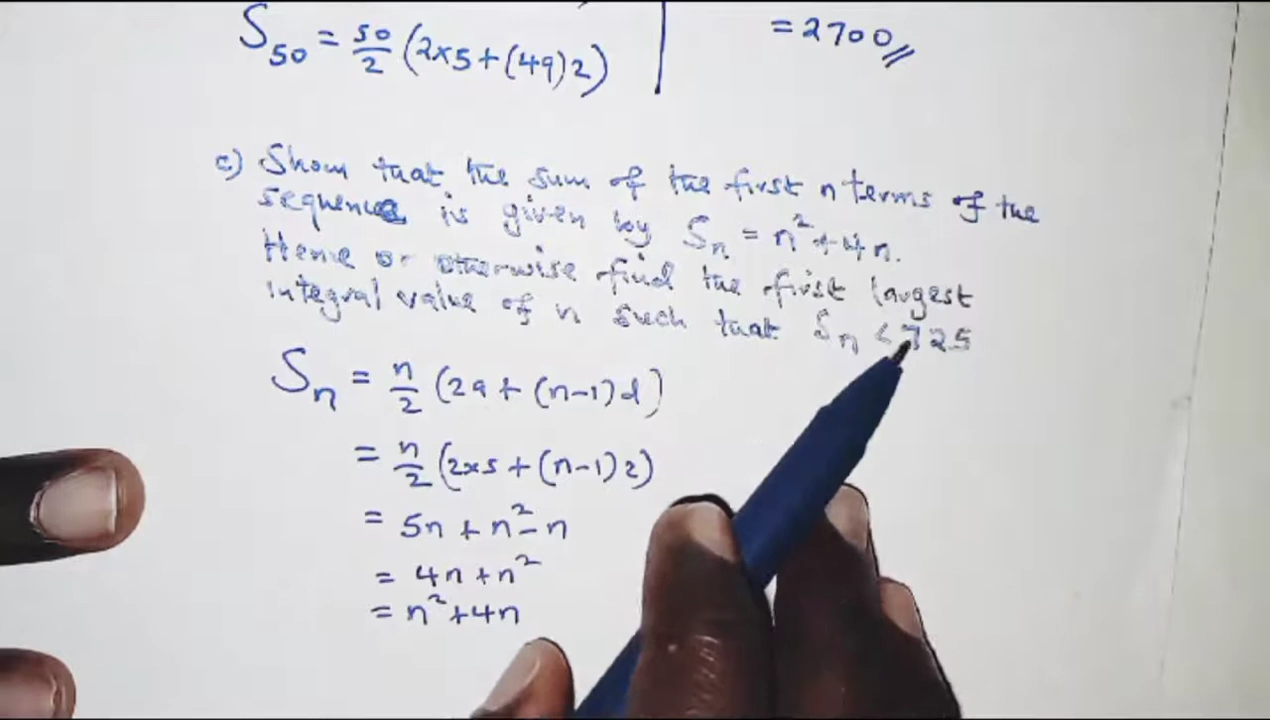 S₅₀ = 50/2 (2×5+(49)2)
= 2700
c) Show that the sum of the first n terms of the
sequence is given by Sₙ = n²+4n.
Hence or otherwise find the first largest
integral value of n such that Sₙ < 725
Sₙ = n/2 (2a + (n-1)d)
= n/2 (2×5 + (n-1)2)
= 5n + n² - n
= 4n + n²
= n² + 4n